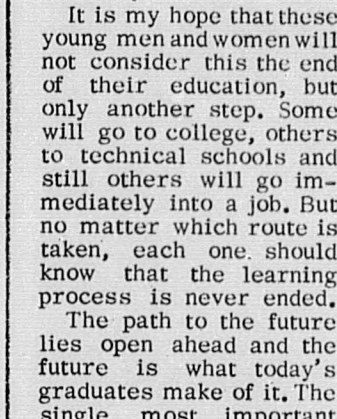 It is my hope that these
young men and women will
not consider this the end
of their education, but
only another step. Some
will go to college, others
to technical schools and
still others will go im-
mediately into a job. But
no matter which route is
taken, each one. should
know that the learning
process is never ended.
The path to the future
lies open ahead and the
future is what today's
graduates make of it. The
single most important